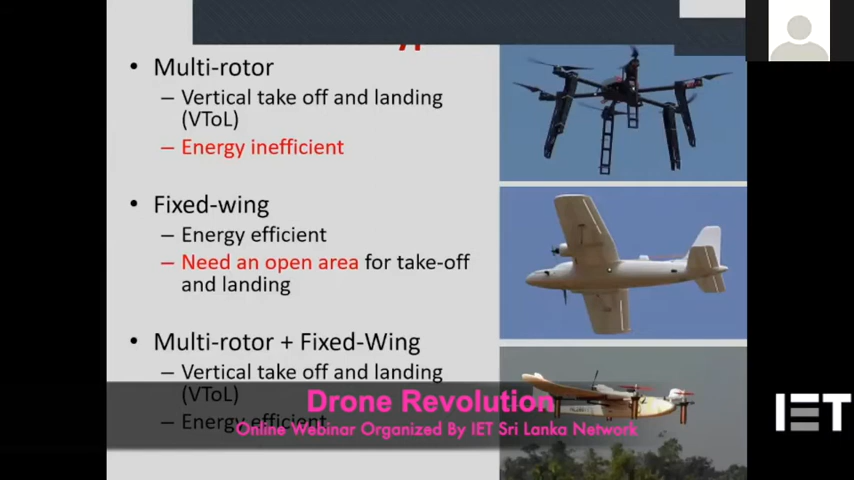 • Multi-rotor
– Vertical take off and landing
(VToL)
– Energy inefficient
• Fixed-wing
– Energy efficient
– Need an open area for take-off
and landing
• Multi-rotor + Fixed-Wing
– Vertical take off and landing
(VToL)
– Energy efficient
Drone Revolution
Online Webinar Organized By IET Sri Lanka Network
IET